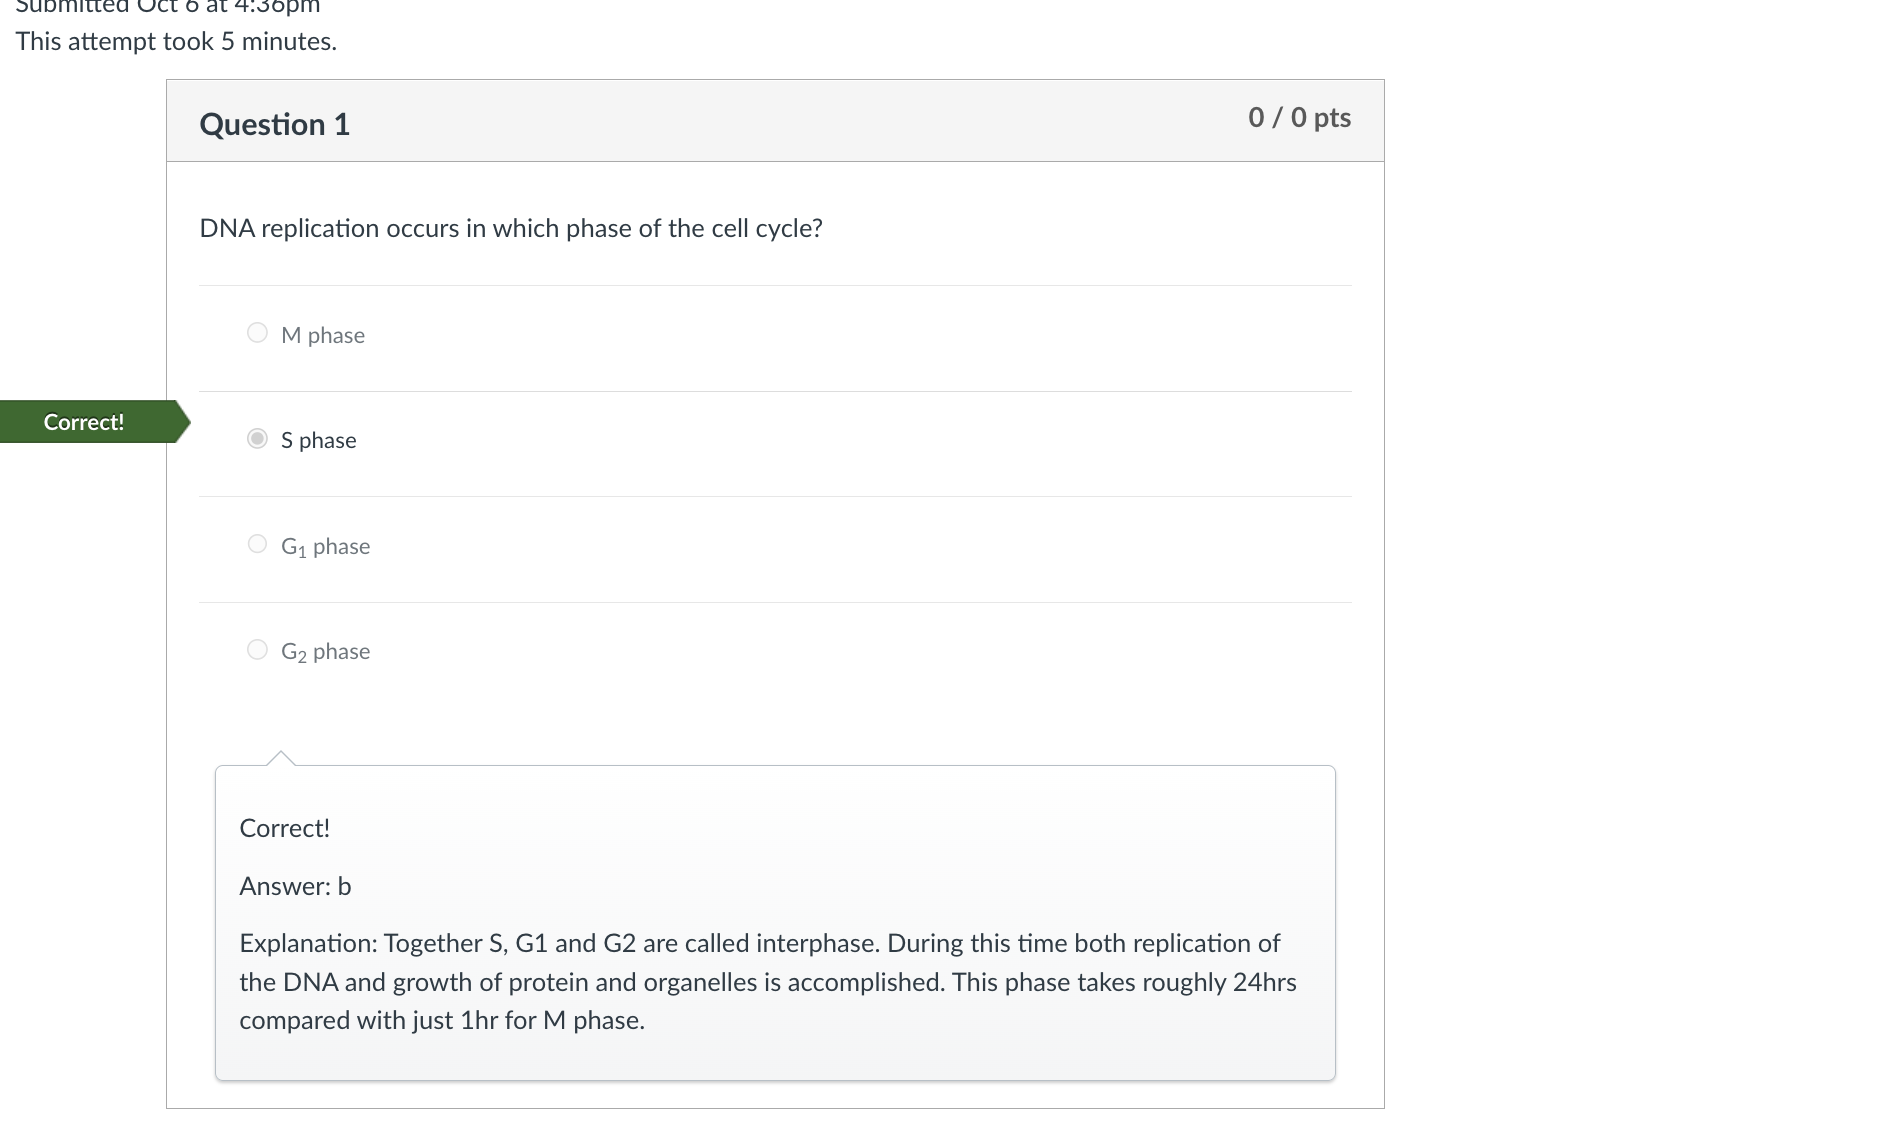 Submitted Oct 6 at 4:36pm
This attempt took 5 minutes.
Question 1
0 / 0 pts
DNA replication occurs in which phase of the cell cycle?
M phase
Correct!
S phase
G1 phase
G2 phase
Correct!
Answer: b
Explanation: Together S, G1 and G2 are called interphase. During this time both replication of
the DNA and growth of protein and organelles is accomplished. This phase takes roughly 24hrs
compared with just 1hr for M phase.